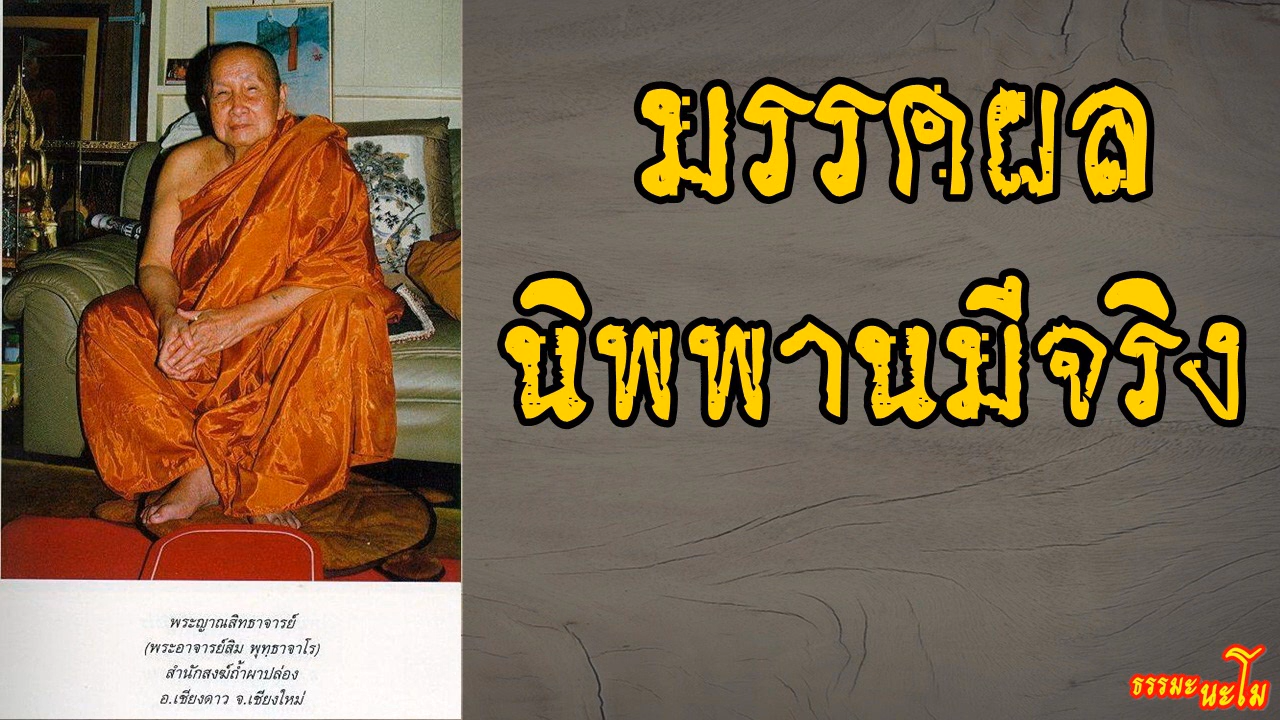 มรรคผล
นิพพานมีจริง
พระญาณสิทธาจารย์
(พระอาจารย์สิม พุทฺธาจาโร)
สำนักสงฆ์ถ้ำผาปล่อง
อ.เชียงดาว จ.เชียงใหม่
ธรรมะนะโม